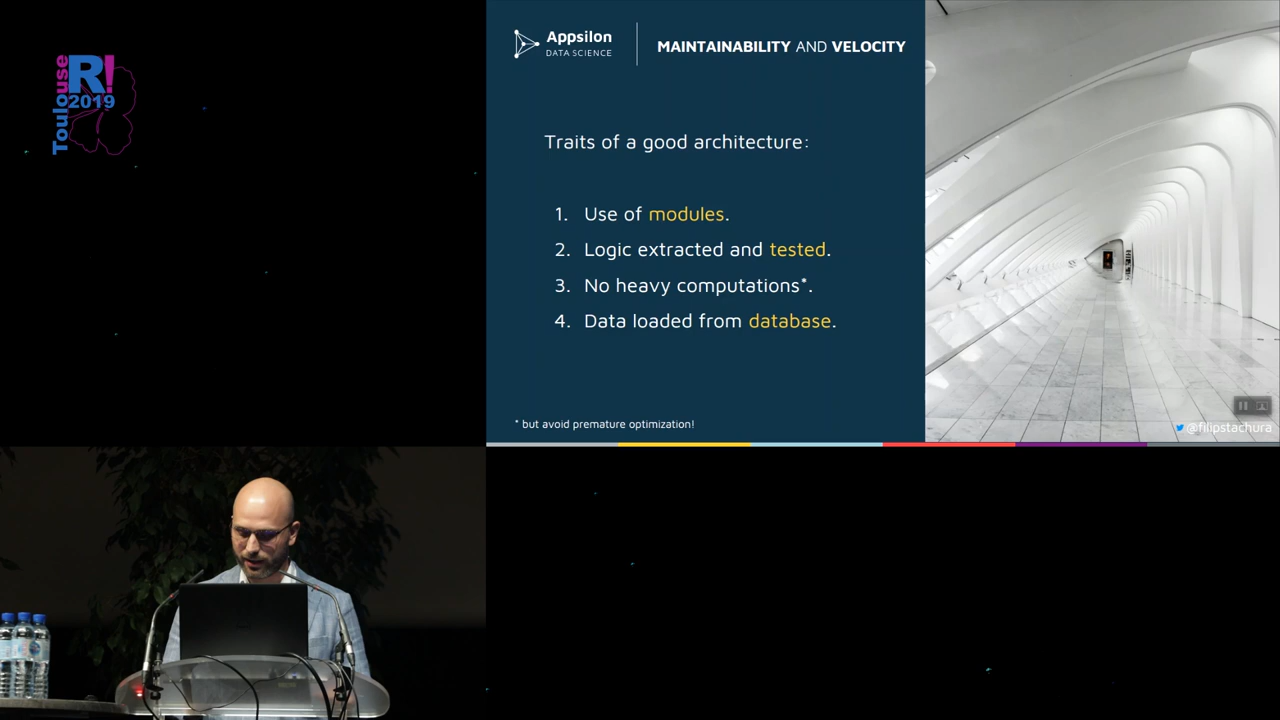 Toulouse
R!
2019
Appsilon
DATA SCIENCE
MAINTAINABILITY AND VELOCITY
Traits of a good architecture:
1. Use of modules.
2. Logic extracted and tested.
3. No heavy computations*.
4. Data loaded from database.
* but avoid premature optimization!
@filipstachura